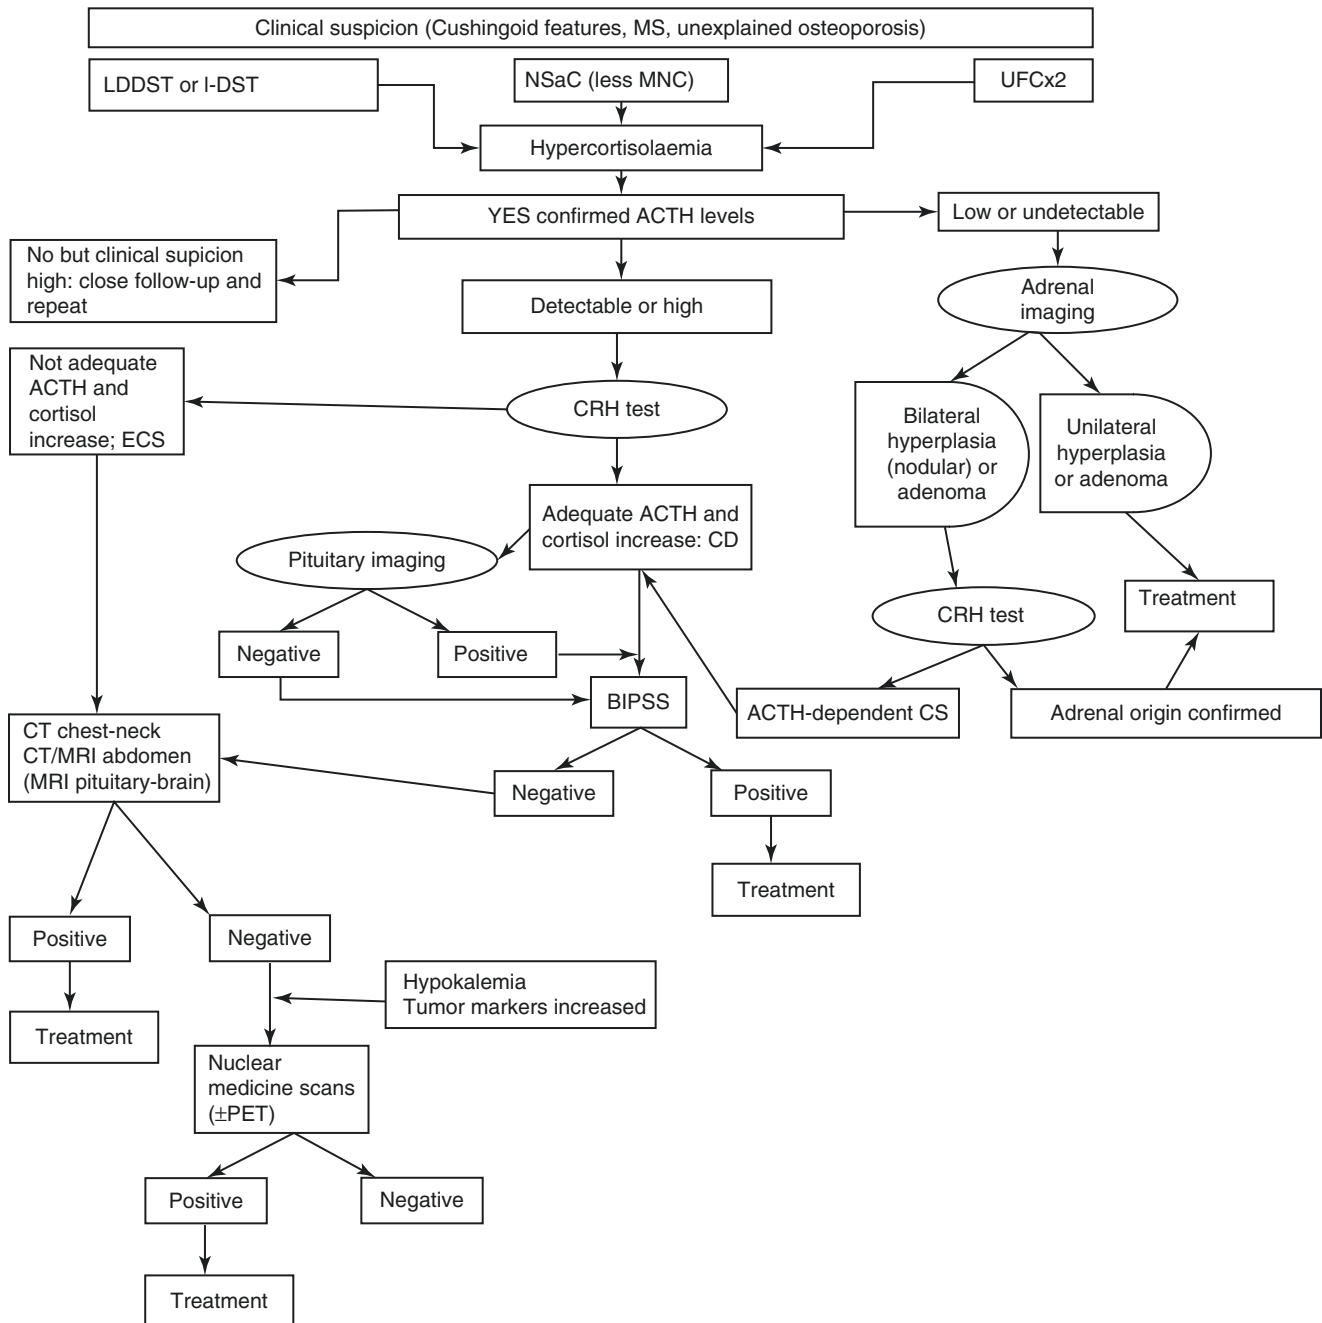 Clinical suspicion (Cushingoid features, MS, unexplained osteoporosis)
LDDST or l-DST
NSaC (less MNC)
UFCx2
Hypercortisolaemia
YES confirmed ACTH levels
Low or undetectable
No but clinical supicion
high: close follow-up and
repeat
Detectable or high
Adrenal
imaging
Not adequate
ACTH and
cortisol
increase; ECS
CRH test
Bilateral
hyperplasia
(nodular) or
adenoma
Unilateral
hyperplasia
or adenoma
Adequate ACTH and
cortisol increase: CD
Pituitary imaging
Treatment
CRH test
Negative
Positive
BIPSS
ACTH-dependent CS
Adrenal origin confirmed
CT chest-neck
CT/MRI abdomen
(MRI pituitary-brain)
Negative
Positive
Treatment
Positive
Negative
Hypokalemia
Tumor markers increased
Treatment
Nuclear
medicine scans
(±PET)
Positive
Negative
Treatment